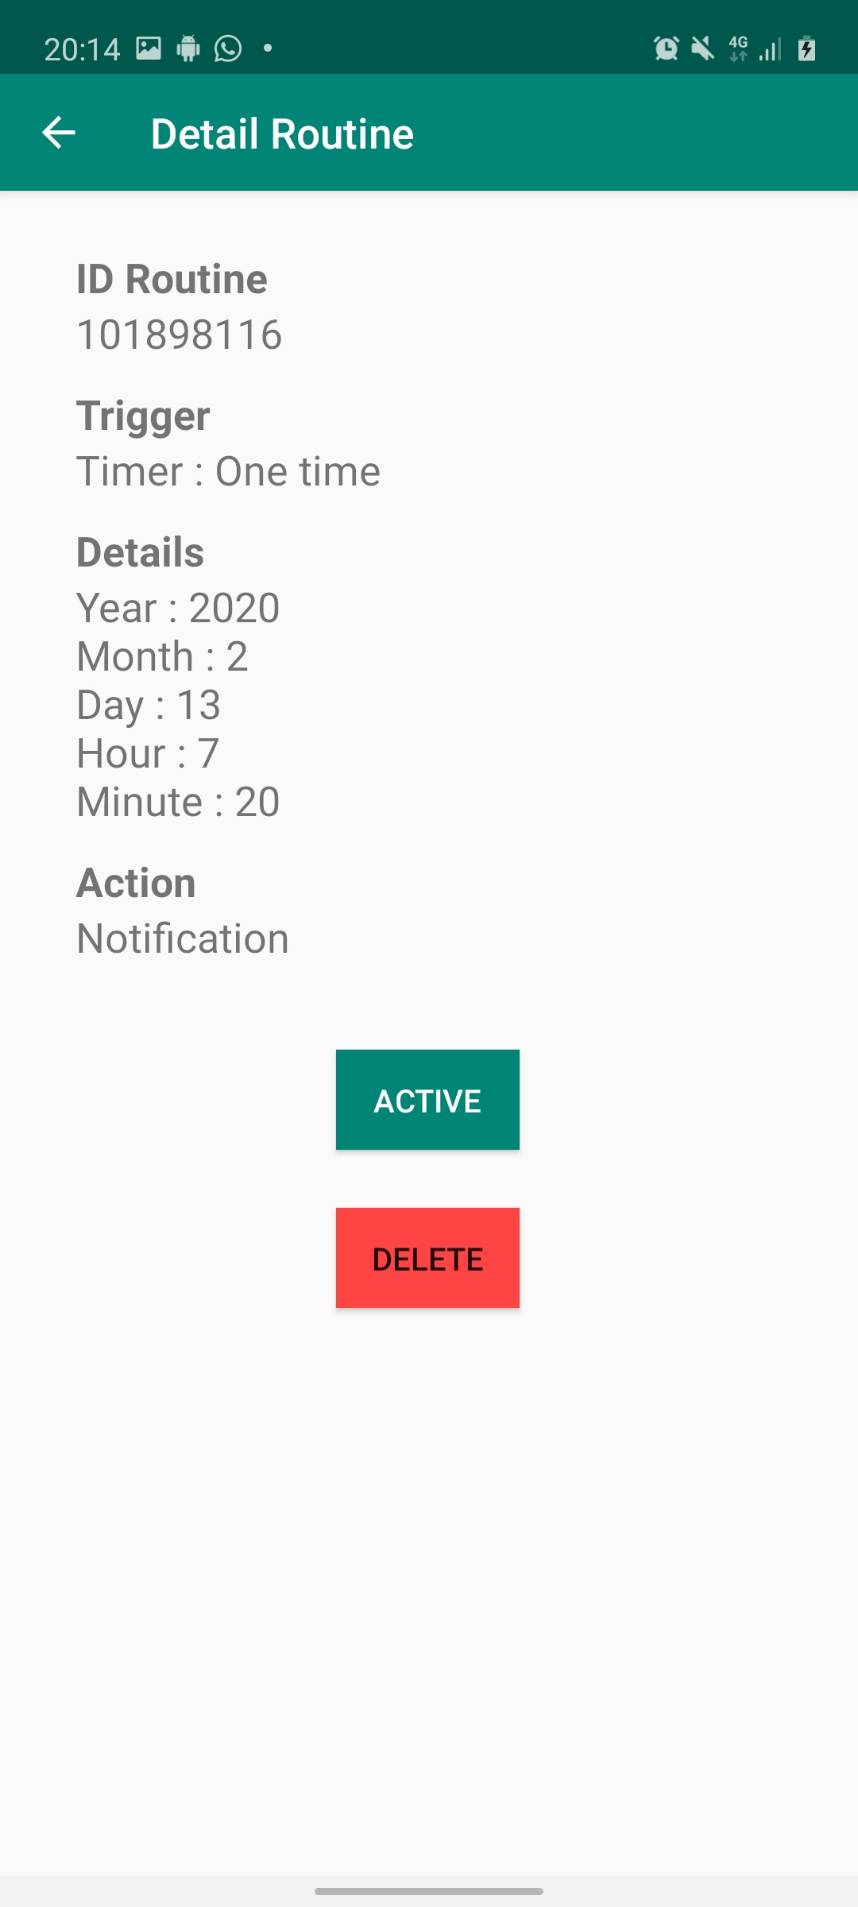 20:14
4G
Detail Routine
ID Routine
101898116
Trigger
Timer : One time
Details
Year : 2020
Month : 2
Day : 13
Hour : 7
Minute : 20
Action
Notification
ACTIVE
DELETE